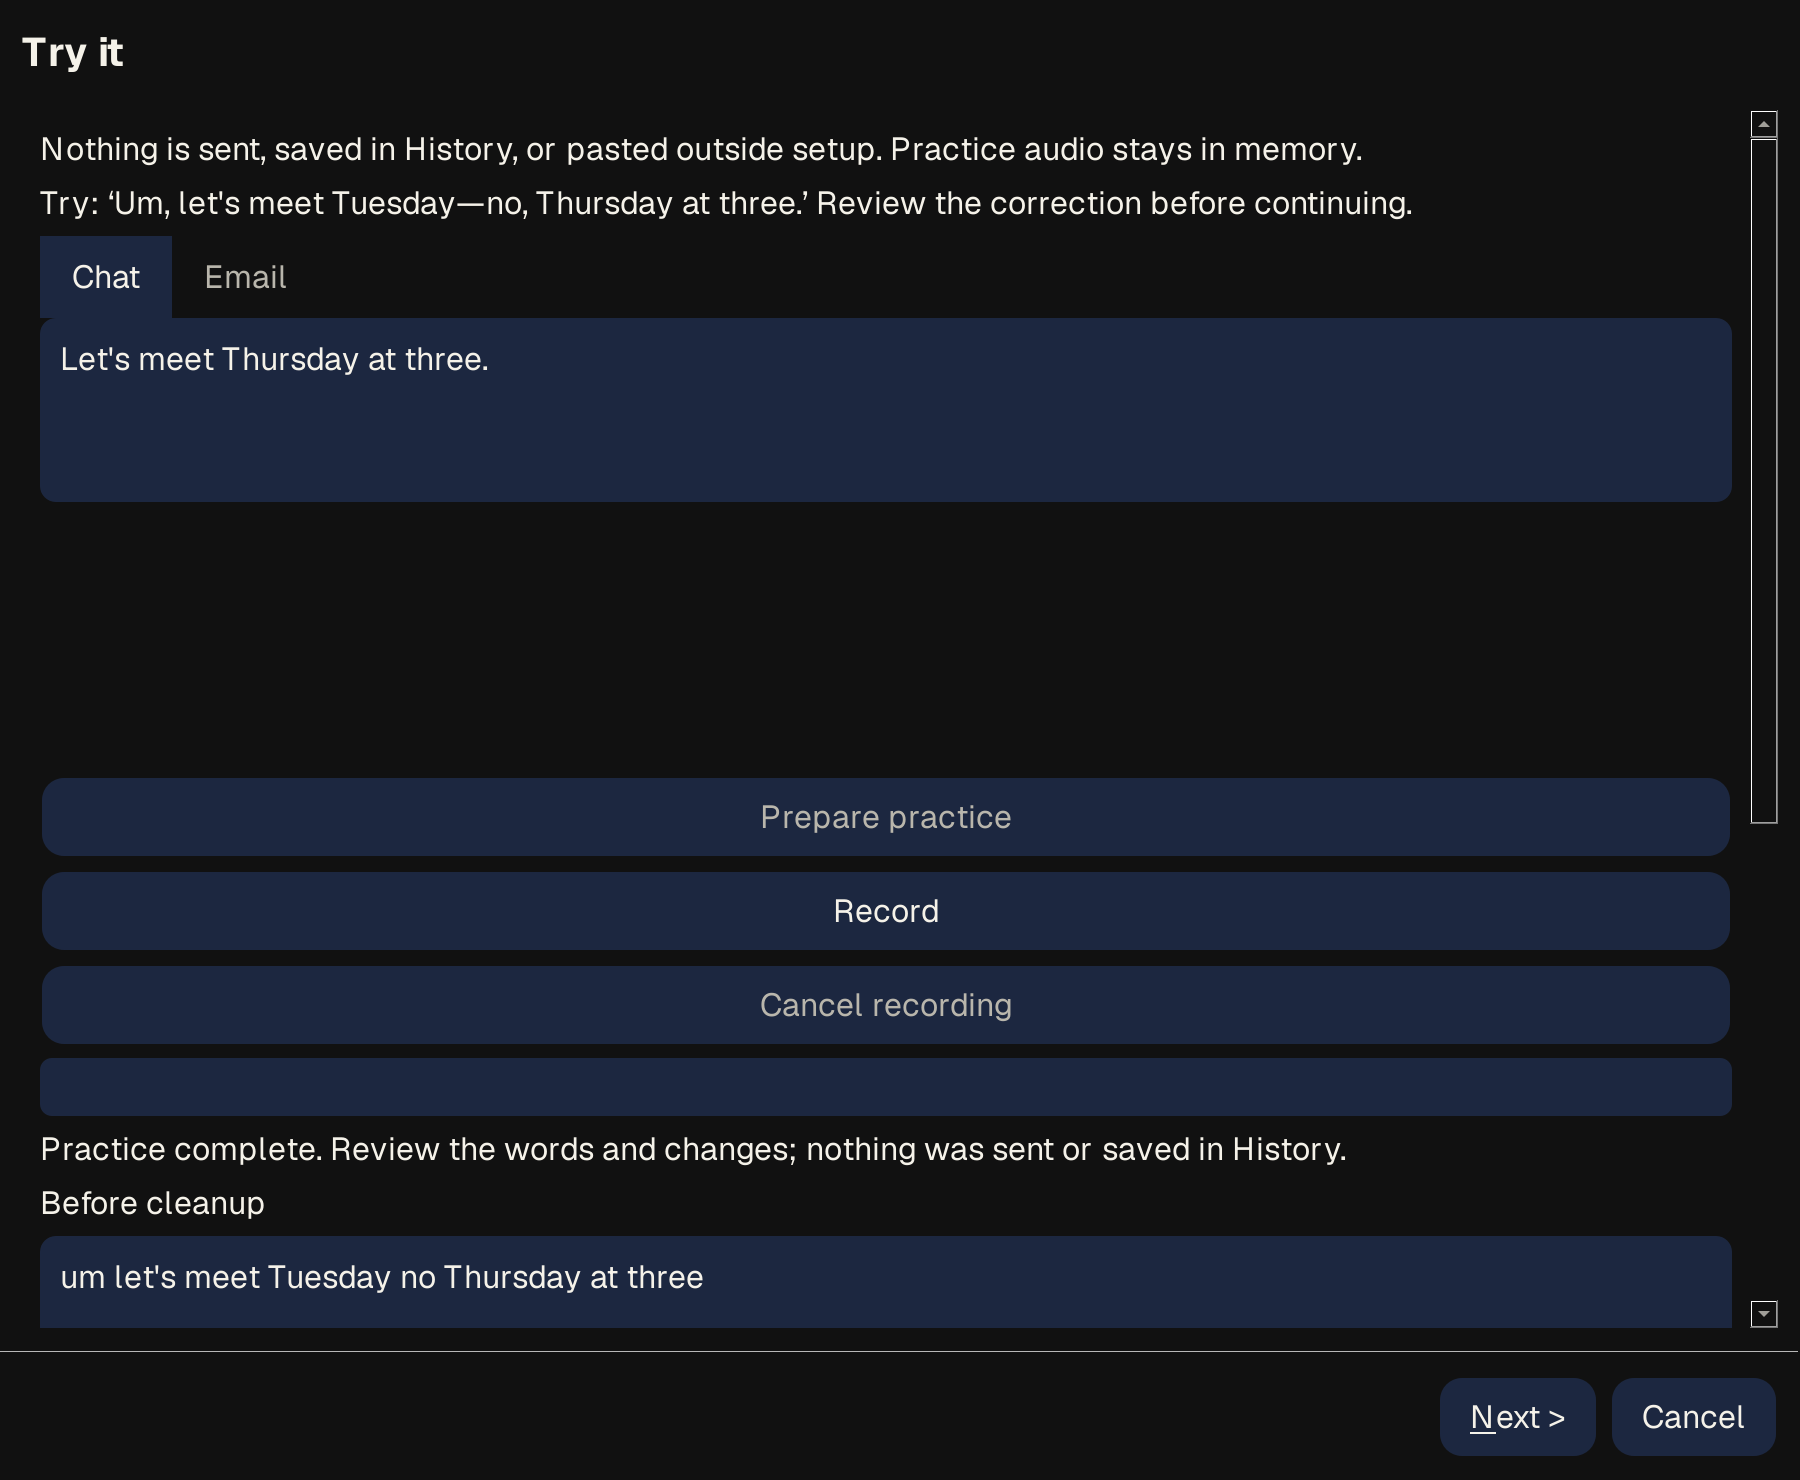 Try it
Nothing is sent, saved in History, or pasted outside setup. Practice audio stays in memory.
Try: ‘Um, let's meet Tuesday—no, Thursday at three.’ Review the correction before continuing.
Chat
Email
Let's meet Thursday at three.
Prepare practice
Record
Cancel recording
Practice complete. Review the words and changes; nothing was sent or saved in History.
Before cleanup
um let's meet Tuesday no Thursday at three
Next >
Cancel